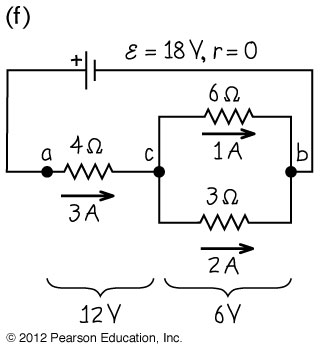 (f)
+ ℰ = 18 V, r = 0
6 Ω
4 Ω
a c b
1 A
3 Ω
3 A
2 A
12 V 6 V
© 2012 Pearson Education, Inc.